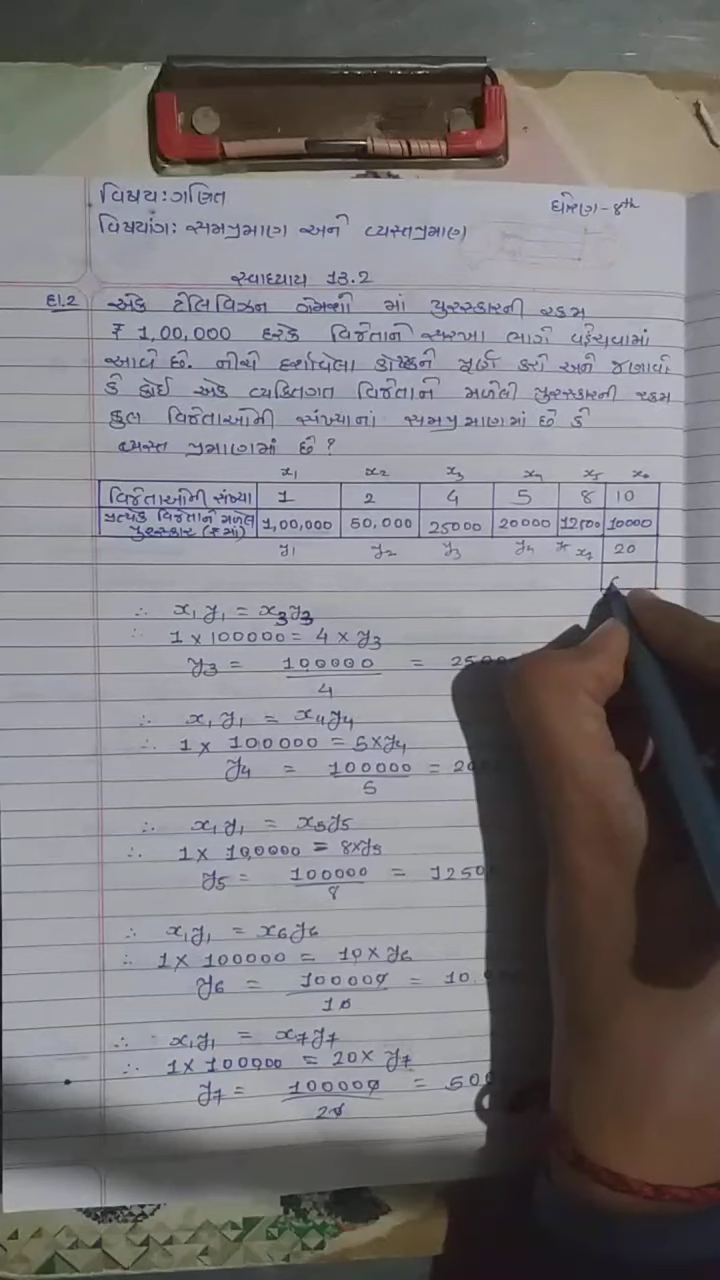 વિષય: ગણિત
ધોરણ - 8th
વિષયાંગ: સમપ્રમાણ અને વ્યસ્તપ્રમાણ
સ્વાધ્યાય 13.2
દા.2 એક ટેલિવિઝન ગેમશો માં પુરસ્કારની રકમ
₹ 1,00,000 દરેક વિજેતાને સરખા ભાગે વહેંચવામાં
આવે છે. નીચે દર્શાવેલા કોષ્ટકને પૂર્ણ કરો અને જણાવો
કે કોઈ એક વ્યક્તિગત વિજેતાને મળેલી પુરસ્કારની રકમ
કુલ વિજેતાઓની સંખ્યાનાં સમપ્રમાણમાં છે કે
વ્યસ્ત પ્રમાણમાં છે ?
x₁ x₂ x₃ x₄ x₅ x₆
વિજેતાઓની સંખ્યા 1 2 4 5 8 10
પ્રત્યેક વિજેતાને મળેલ પુરસ્કાર (₹ માં) 1,00,000 50,000 25000 20000 12500 10000
y₁ y₂ y₃ y₄ x₇ 20
∴ x₁y₁ = x₃y₃
∴ 1 × 100000 = 4 × y₃
y₃ = 100000 / 4 = 250
∴ x₁y₁ = x₄y₄
∴ 1 × 100000 = 5 × y₄
y₄ = 100000 / 5 = 20
∴ x₁y₁ = x₅y₅
∴ 1 × 100000 = 8 × y₅
y₅ = 100000 / 8 = 1250
∴ x₁y₁ = x₆y₆
∴ 1 × 100000 = 10 × y₆
y₆ = 100000 / 10 = 10
∴ x₁y₁ = x₇y₇
∴ 1 × 100000 = 20 × y₇
y₇ = 100000 / 20 = 500